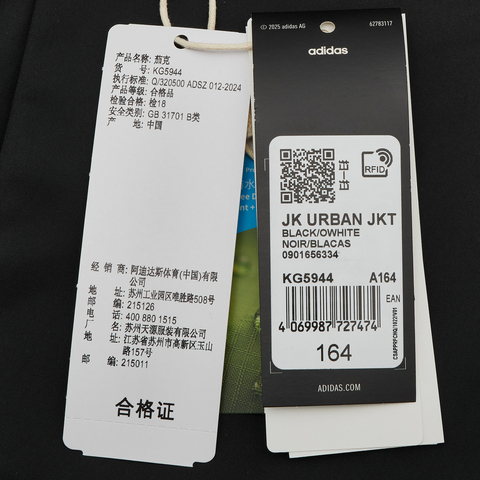 产品名称: 茄克
货 号: KG5944
执行标准: Q/320500 ADSZ 012-2024
产品等级: 合格品
检验合格: 检18
安全类别: GB 31701 B类
产 地: 中国
经 销 商: 阿迪达斯体育(中国)有限
公司
地 址: 苏州工业园区唯胜路508号
邮 编: 215126
电 话: 400 880 1515
厂 名: 苏州天源服装有限公司
地 址: 江苏省苏州市高新区玉山
路157号
邮 编: 215011
合格证
水
nt +
© 2025 adidas AG
62783117
adidas
RFID
JK URBAN JKT
BLACK/OWHITE
NOIR/BLACAS
0901656334
KG5944 A164
EAN
4 069987 727474
164
ADIDAS.COM